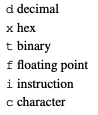 d decimal
x hex
t binary
f floating point
i instruction
c character